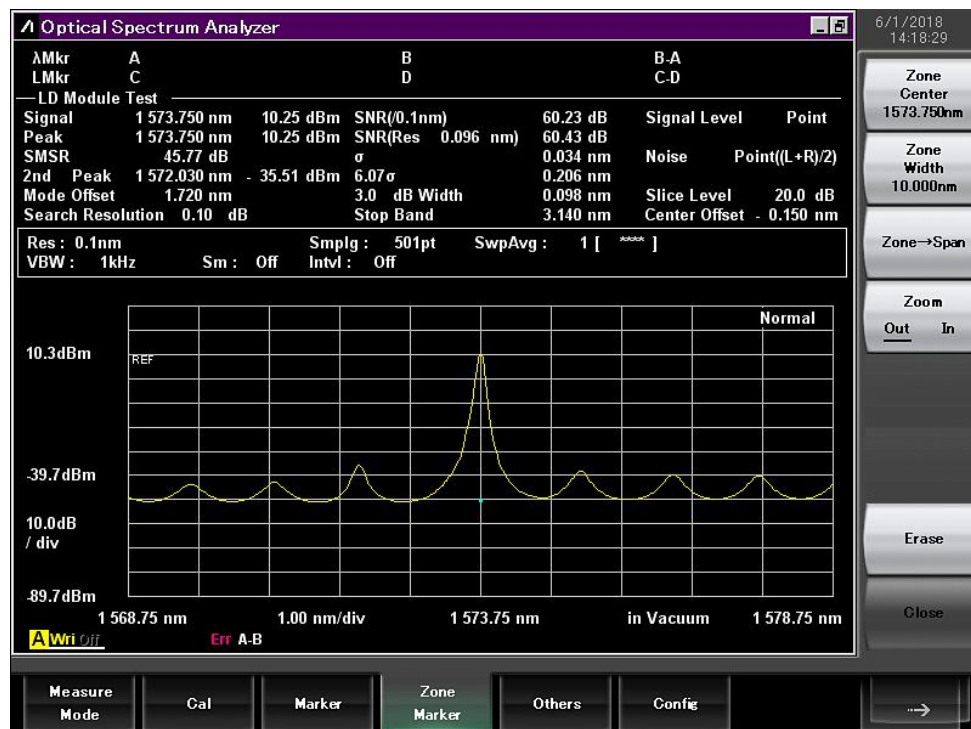 Optical Spectrum Analyzer
6/1/2018
14:18:29
λMkr A B B-A
LMkr C D C-D
LD Module Test
Signal 1 573.750 nm 10.25 dBm SNR(/0.1nm) 60.23 dB Signal Level Point
Peak 1 573.750 nm 10.25 dBm SNR(Res 0.096 nm) 60.43 dB
SMSR 45.77 dB σ 0.034 nm Noise Point((L+R)/2)
2nd Peak 1 572.030 nm - 35.51 dBm 6.07σ 0.206 nm
Mode Offset 1.720 nm 3.0 dB Width 0.098 nm Slice Level 20.0 dB
Search Resolution 0.10 dB Stop Band 3.140 nm Center Offset - 0.150 nm
Res : 0.1nm Smplg : 501pt SwpAvg : 1 [ **** ]
VBW : 1kHz Sm : Off Intvl : Off
Normal
10.3dBm
REF
-39.7dBm
10.0dB
/ div
-89.7dBm
1 568.75 nm 1.00 nm/div 1 573.75 nm in Vacuum 1 578.75 nm
A Wri Off Err A-B
Zone
Center
1573.750nm
Zone
Width
10.000nm
Zone→Span
Zoom
Out In
Erase
Close
Measure
Mode
Cal
Marker
Zone
Marker
Others
Config